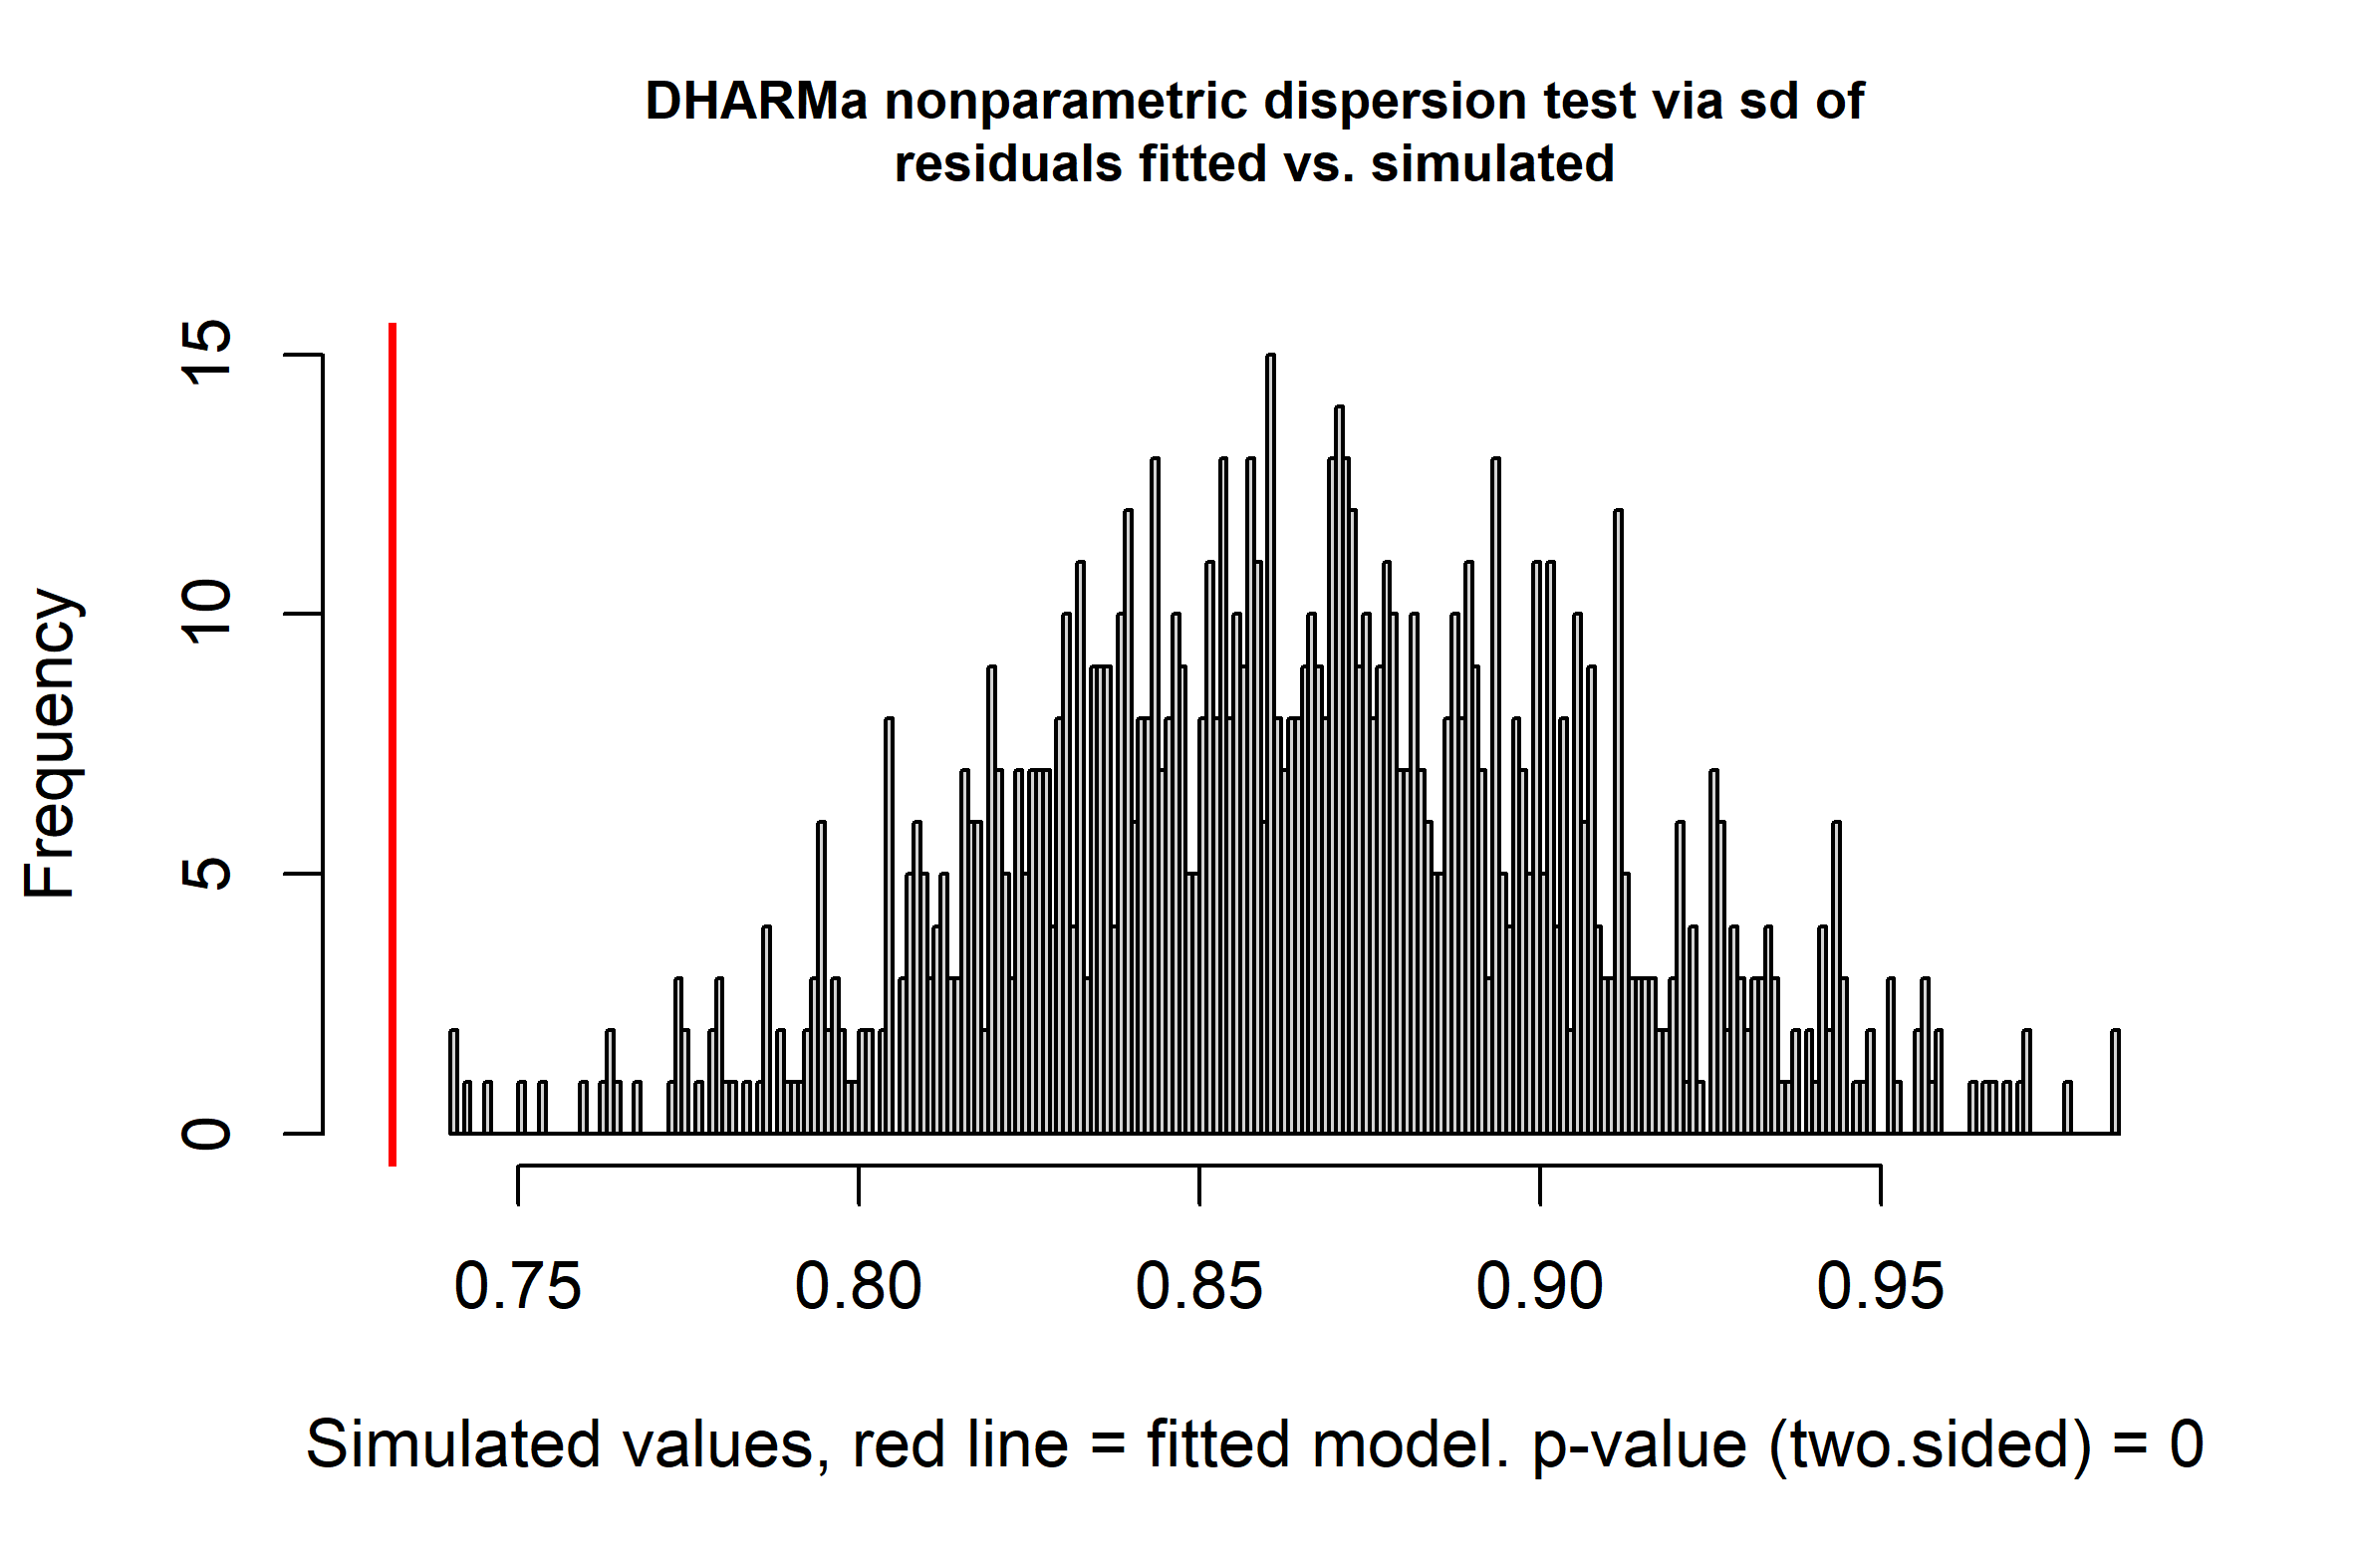 DHARMa nonparametric dispersion test via sd of
residuals fitted vs. simulated
Frequency
15
10
5
0
0.75 0.80 0.85 0.90 0.95
Simulated values, red line = fitted model. p-value (two.sided) = 0